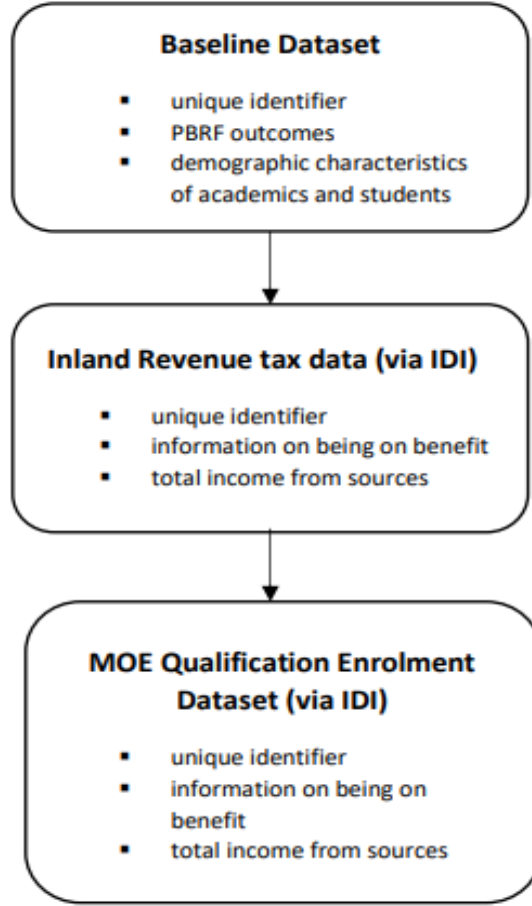 Baseline Dataset
▪ unique identifier
▪ PBRF outcomes
▪ demographic characteristics
of academics and students
Inland Revenue tax data (via IDI)
▪ unique identifier
▪ information on being on benefit
▪ total income from sources
MOE Qualification Enrolment
Dataset (via IDI)
▪ unique identifier
▪ information on being on
benefit
▪ total income from sources